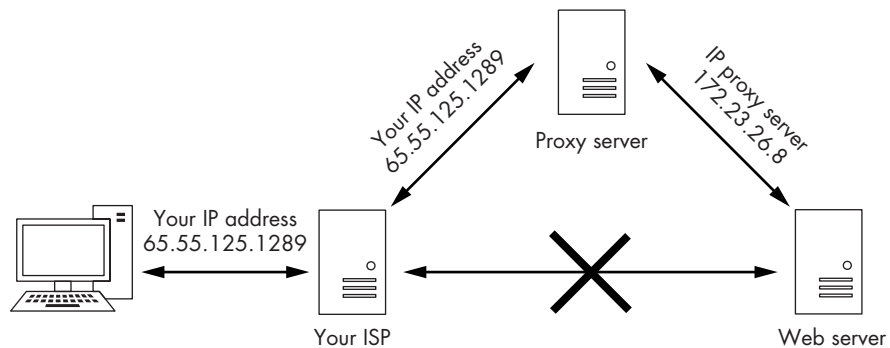 Your IP address
65.55.125.1289
IP proxy server
172.23.26.8
Proxy server
Your IP address
65.55.125.1289
Your ISP
Web server